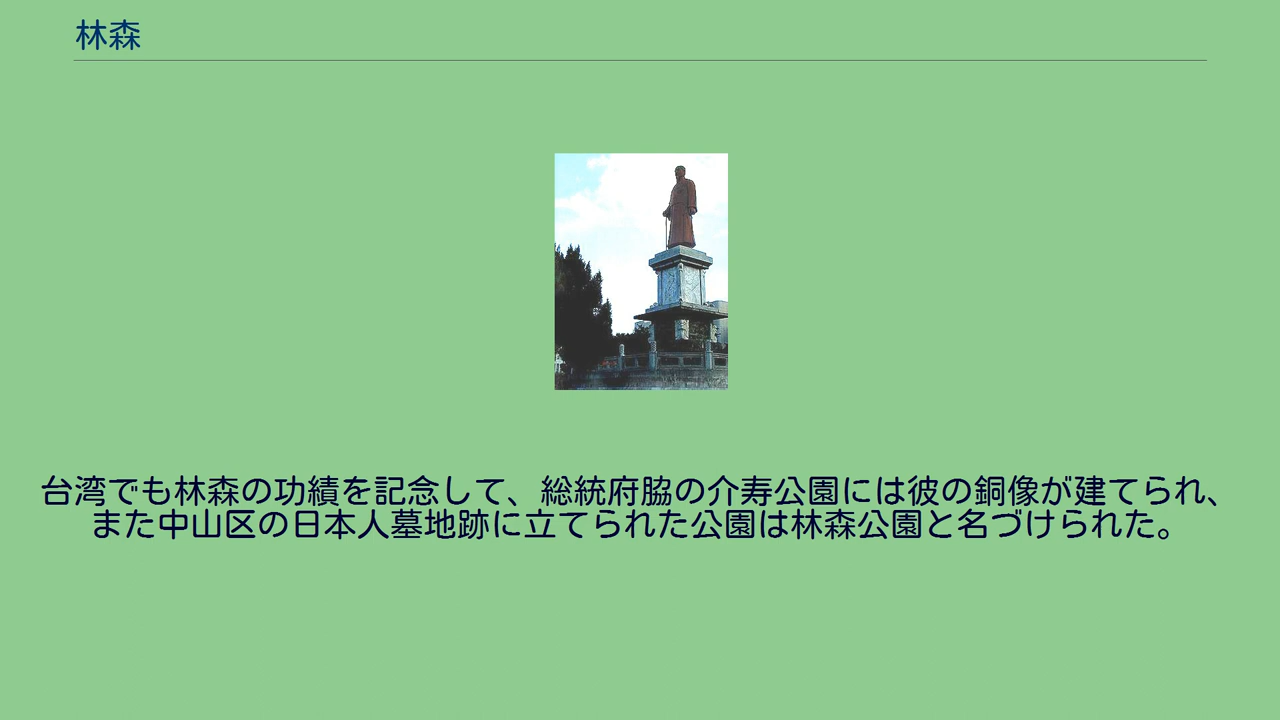 林森
台湾でも林森の功績を記念して、総統府脇の介寿公園には彼の銅像が建てられ、
また中山区の日本人墓地跡に立てられた公園は林森公園と名づけられた。